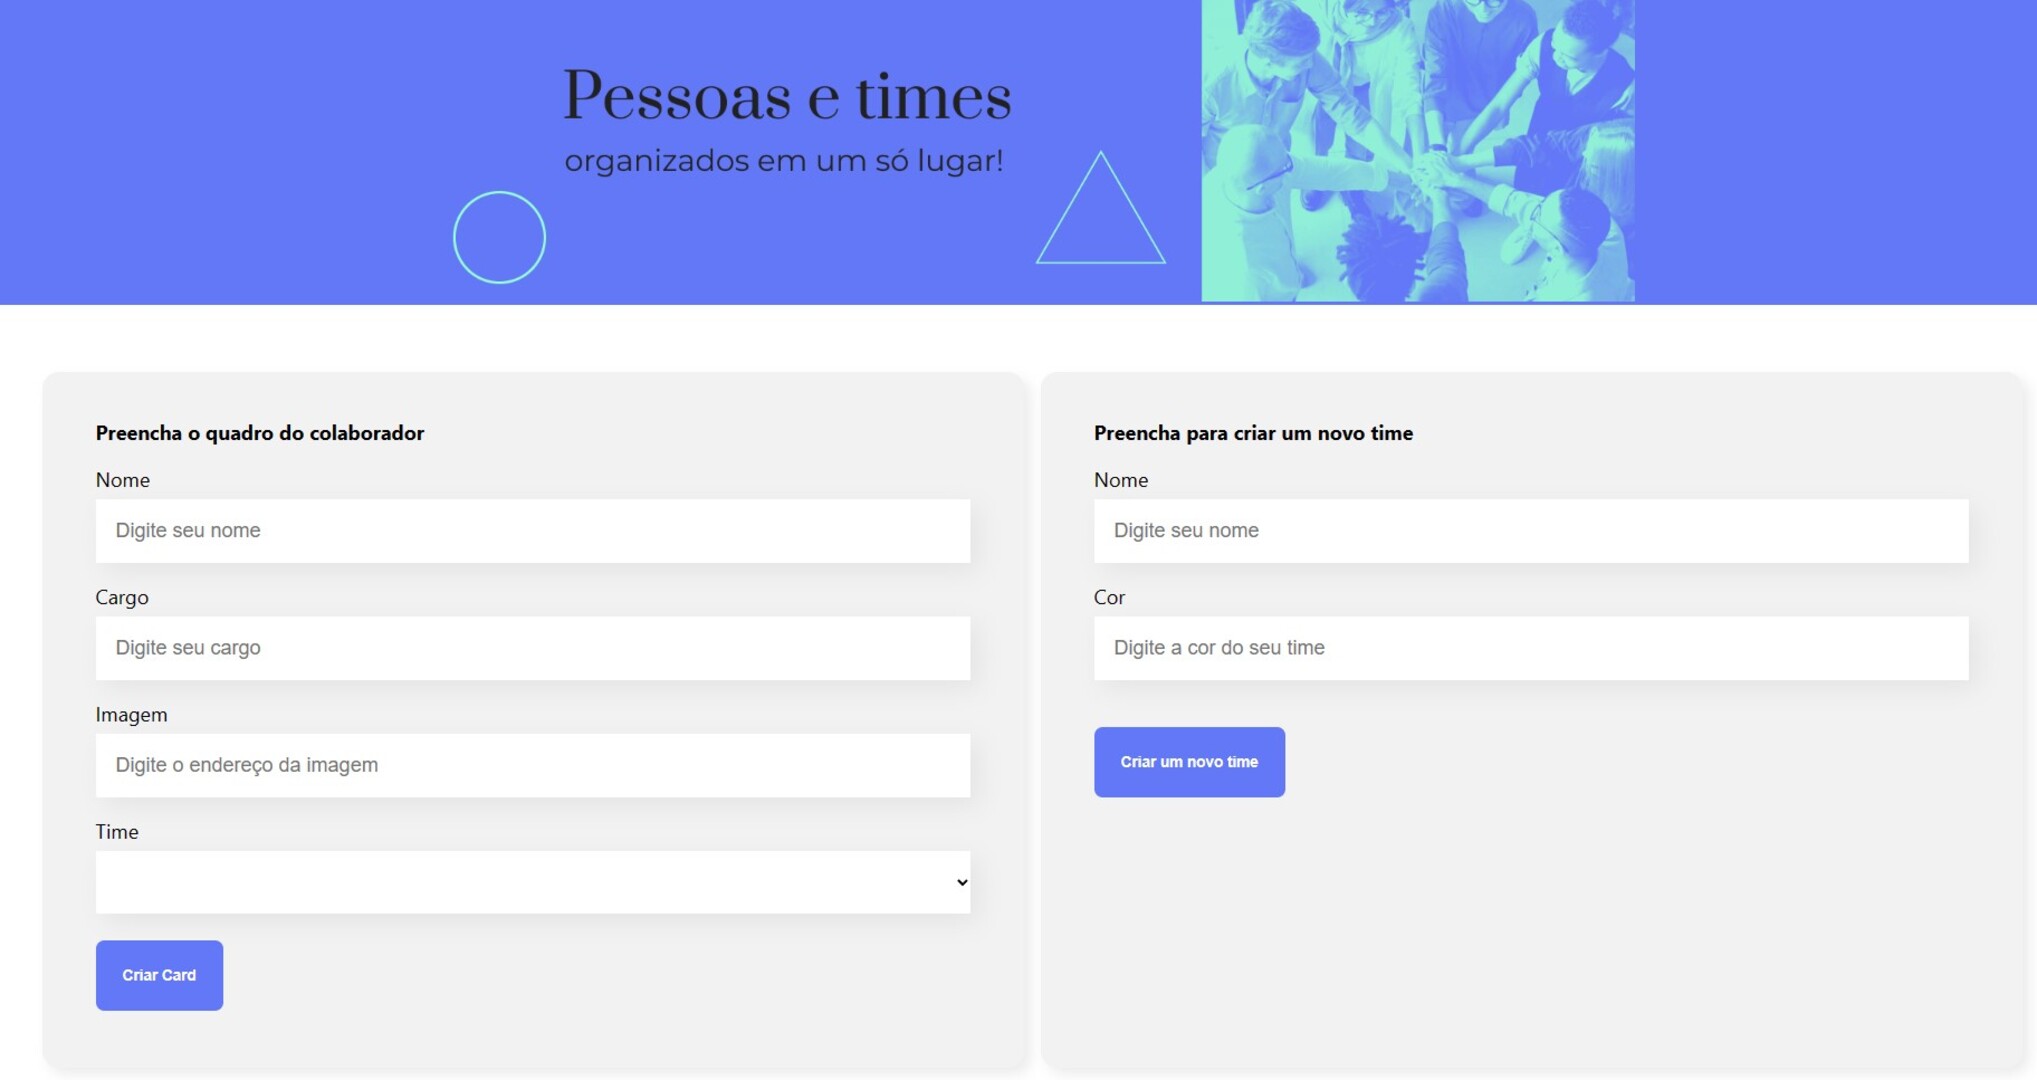 Pessoas e times
organizados em um só lugar!
Preencha o quadro do colaborador
Nome
Digite seu nome
Cargo
Digite seu cargo
Imagem
Digite o endereço da imagem
Time
Criar Card
Preencha para criar um novo time
Nome
Digite seu nome
Cor
Digite a cor do seu time
Criar um novo time